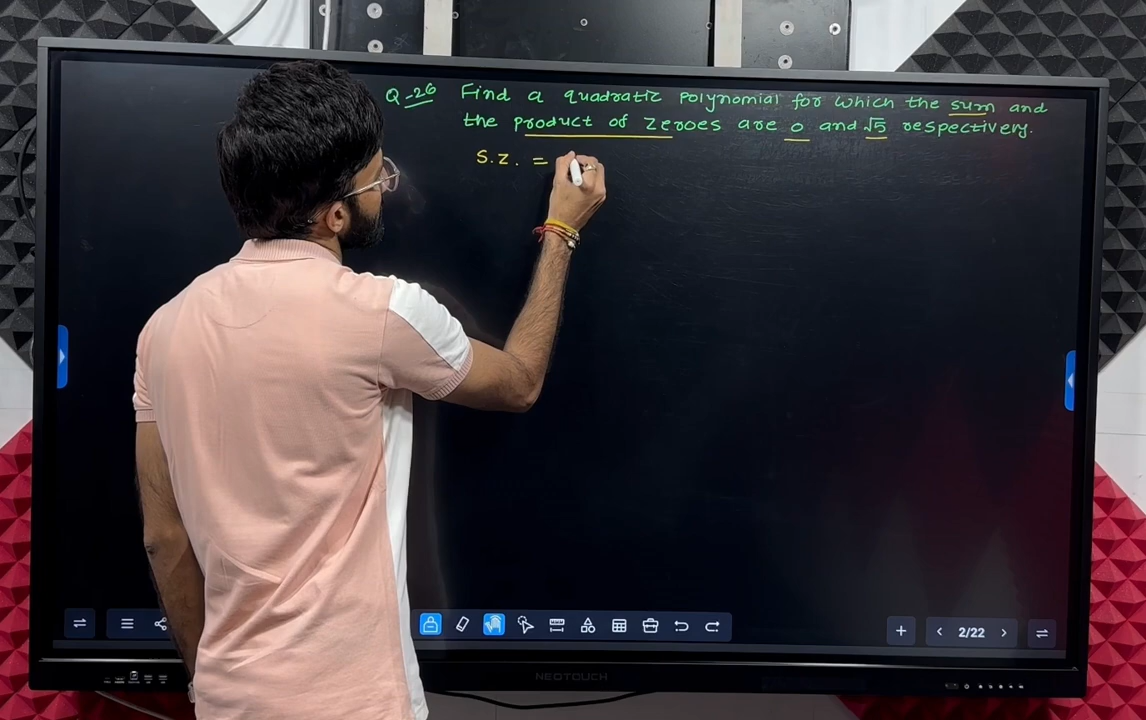 Q-26 Find a quadratic polynomial for which the sum and
the product of zeroes are 0 and √5 respectively.
S.Z. =
2/22
NEOTOUCH